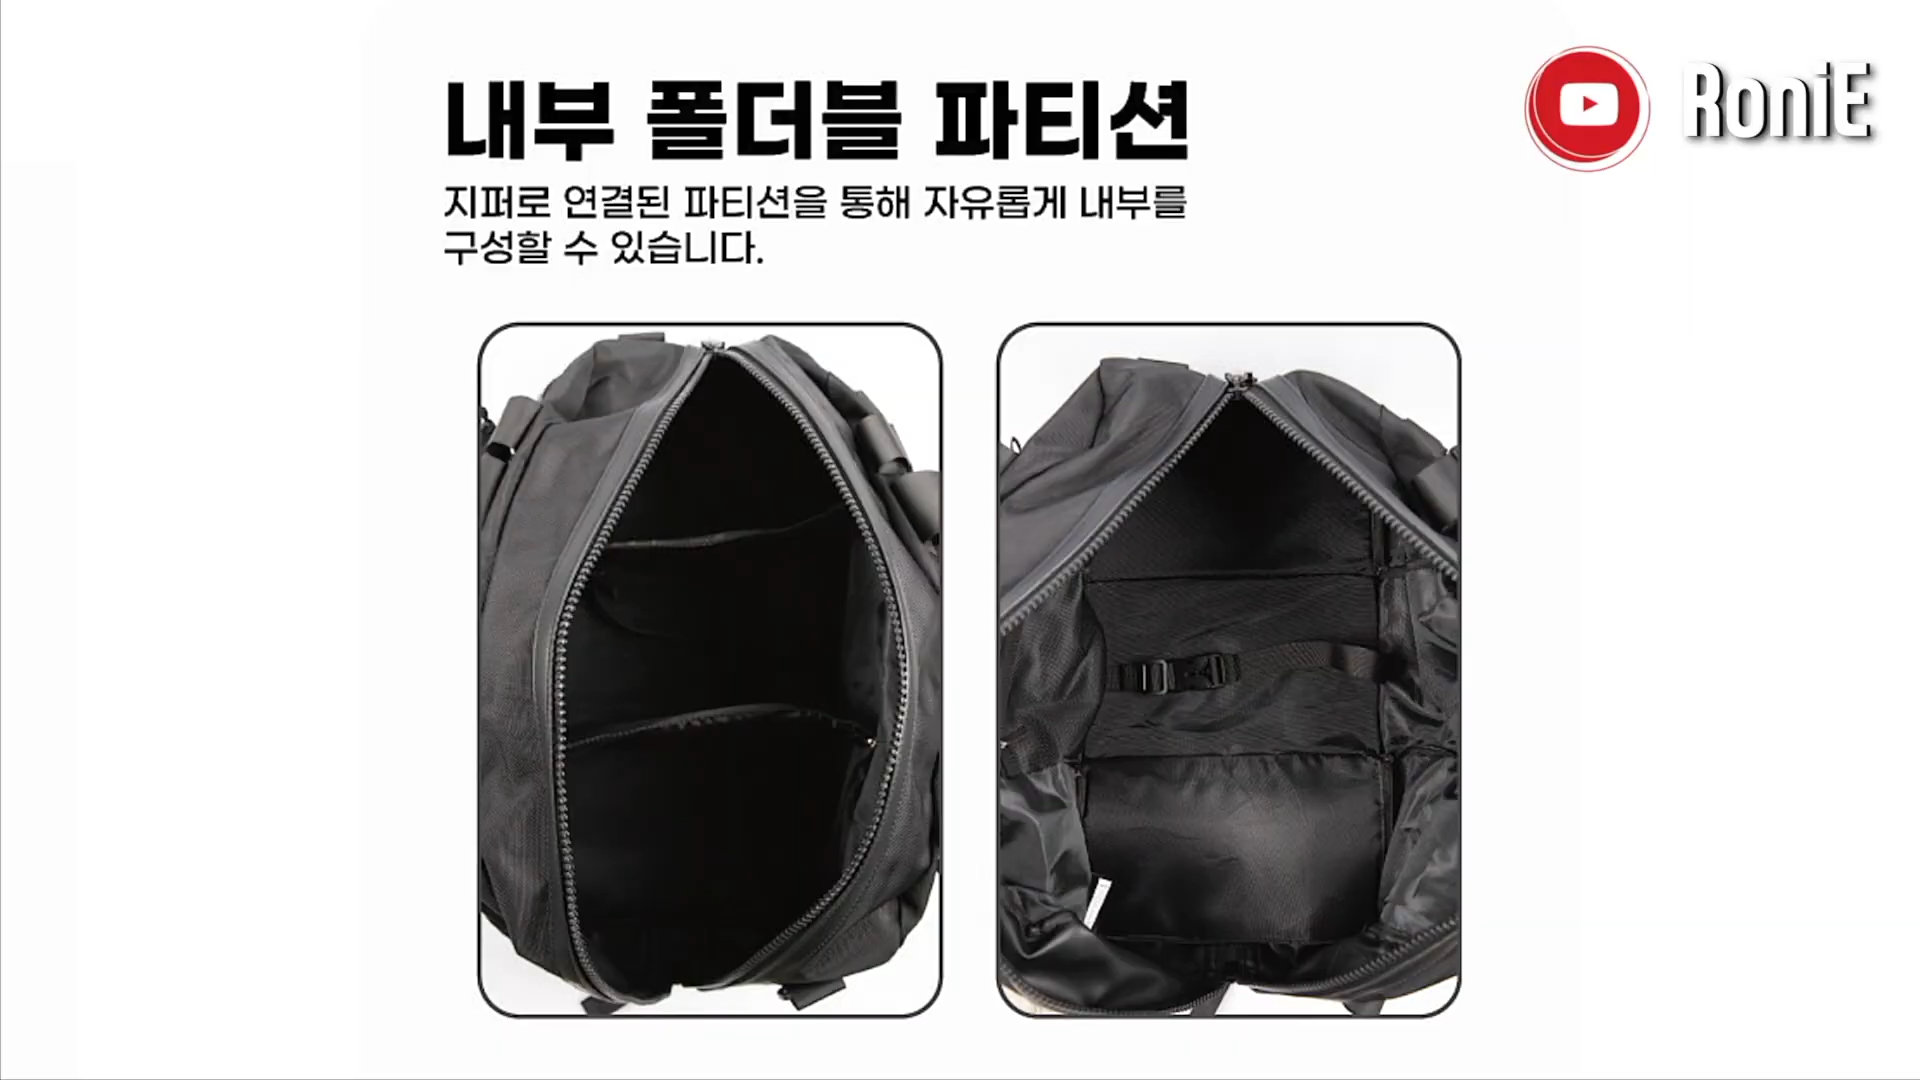 내부 폴더블 파티션
지퍼로 연결된 파티션을 통해 자유롭게 내부를
구성할 수 있습니다.
RoniE